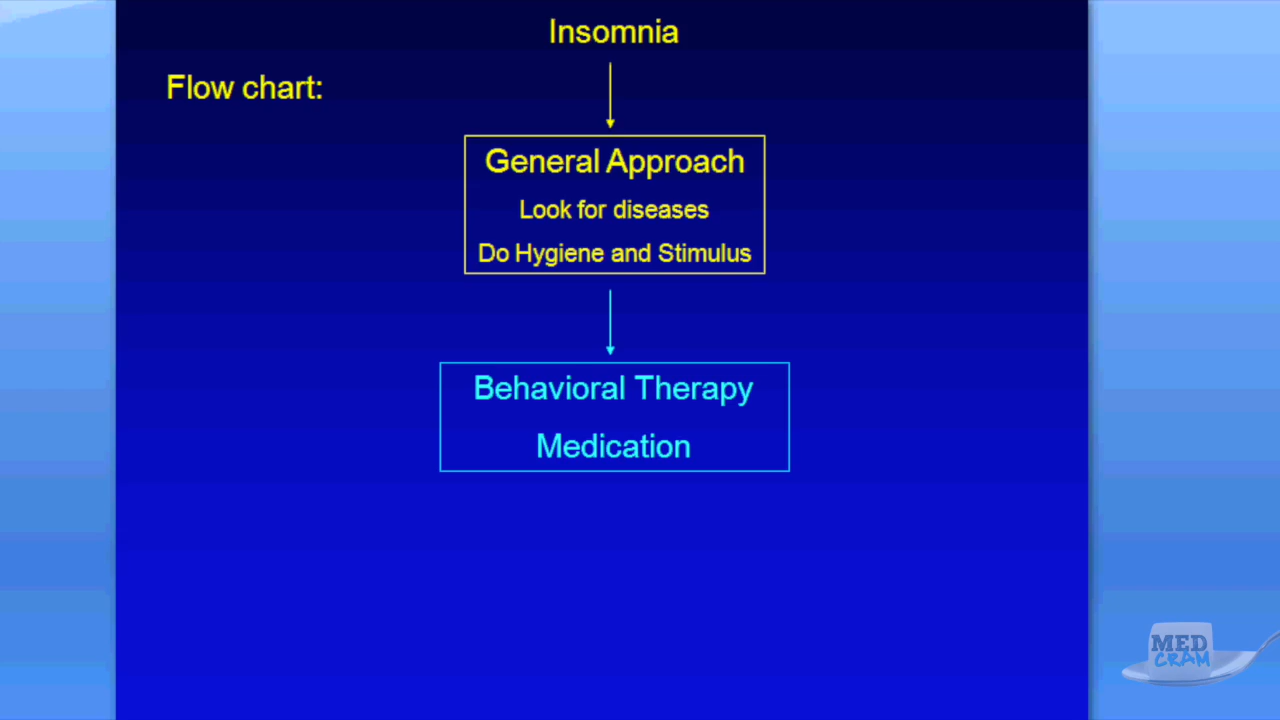 Insomnia
Flow chart:
General Approach
Look for diseases
Do Hygiene and Stimulus
Behavioral Therapy
Medication
MED
CRAM